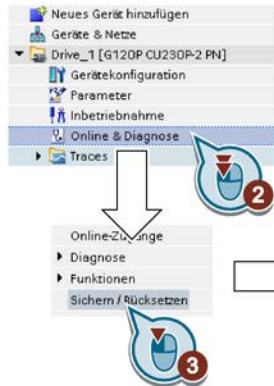 Neues Gerät hinzufügen
Geräte & Netze
Drive_1 [G120P CU230P-2 PN]
Gerätekonfiguration
Parameter
Inbetriebnahme
Online & Diagnose
Traces
2
Online-Zugänge
Diagnose
Funktionen
Sichern / Rücksetzen
3